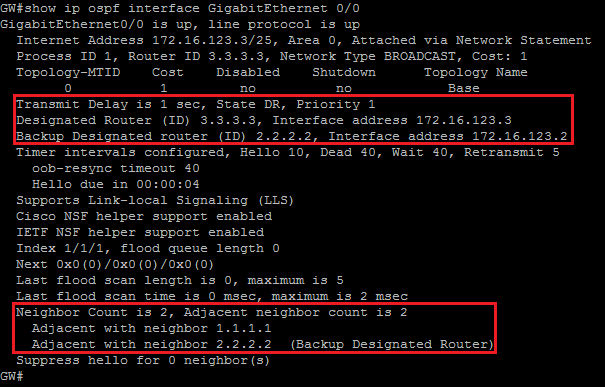 GW#show ip ospf interface GigabitEthernet 0/0
GigabitEthernet0/0 is up, line protocol is up
  Internet Address 172.16.123.3/25, Area 0, Attached via Network Statement
  Process ID 1, Router ID 3.3.3.3, Network Type BROADCAST, Cost: 1
  Topology-MTID    Cost    Disabled    Shutdown      Topology Name
        0           1         no          no            Base
  Transmit Delay is 1 sec, State DR, Priority 1
  Designated Router (ID) 3.3.3.3, Interface address 172.16.123.3
  Backup Designated router (ID) 2.2.2.2, Interface address 172.16.123.2
  Timer intervals configured, Hello 10, Dead 40, Wait 40, Retransmit 5
    oob-resync timeout 40
    Hello due in 00:00:04
  Supports Link-local Signaling (LLS)
  Cisco NSF helper support enabled
  IETF NSF helper support enabled
  Index 1/1/1, flood queue length 0
  Next 0x0(0)/0x0(0)/0x0(0)
  Last flood scan length is 0, maximum is 5
  Last flood scan time is 0 msec, maximum is 2 msec
  Neighbor Count is 2, Adjacent neighbor count is 2
    Adjacent with neighbor 1.1.1.1
    Adjacent with neighbor 2.2.2.2  (Backup Designated Router)
  Suppress hello for 0 neighbor(s)
GW#